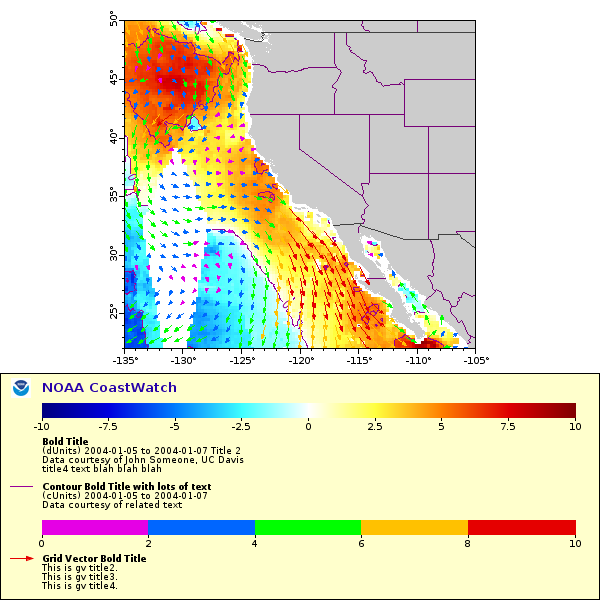 50°
45°
40°
35°
30°
25°
-135 -130 -125 -120 -115 -110 -105
NOAA CoastWatch
-10 -7.5 -5 -2.5 0 2.5 5 7.5 10
Bold Title
(dUnits) 2004-01-05 to 2004-01-07 Title 2
Data courtesy of John Someone, UC Davis
title4 text blah blah blah
Contour Bold Title with lots of text
(cUnits) 2004-01-05 to 2004-01-07
Data courtesy of related text
0 2 4 6 8 10
Grid Vector Bold Title
This is gv title2.
This is gv title3.
This is gv title4.